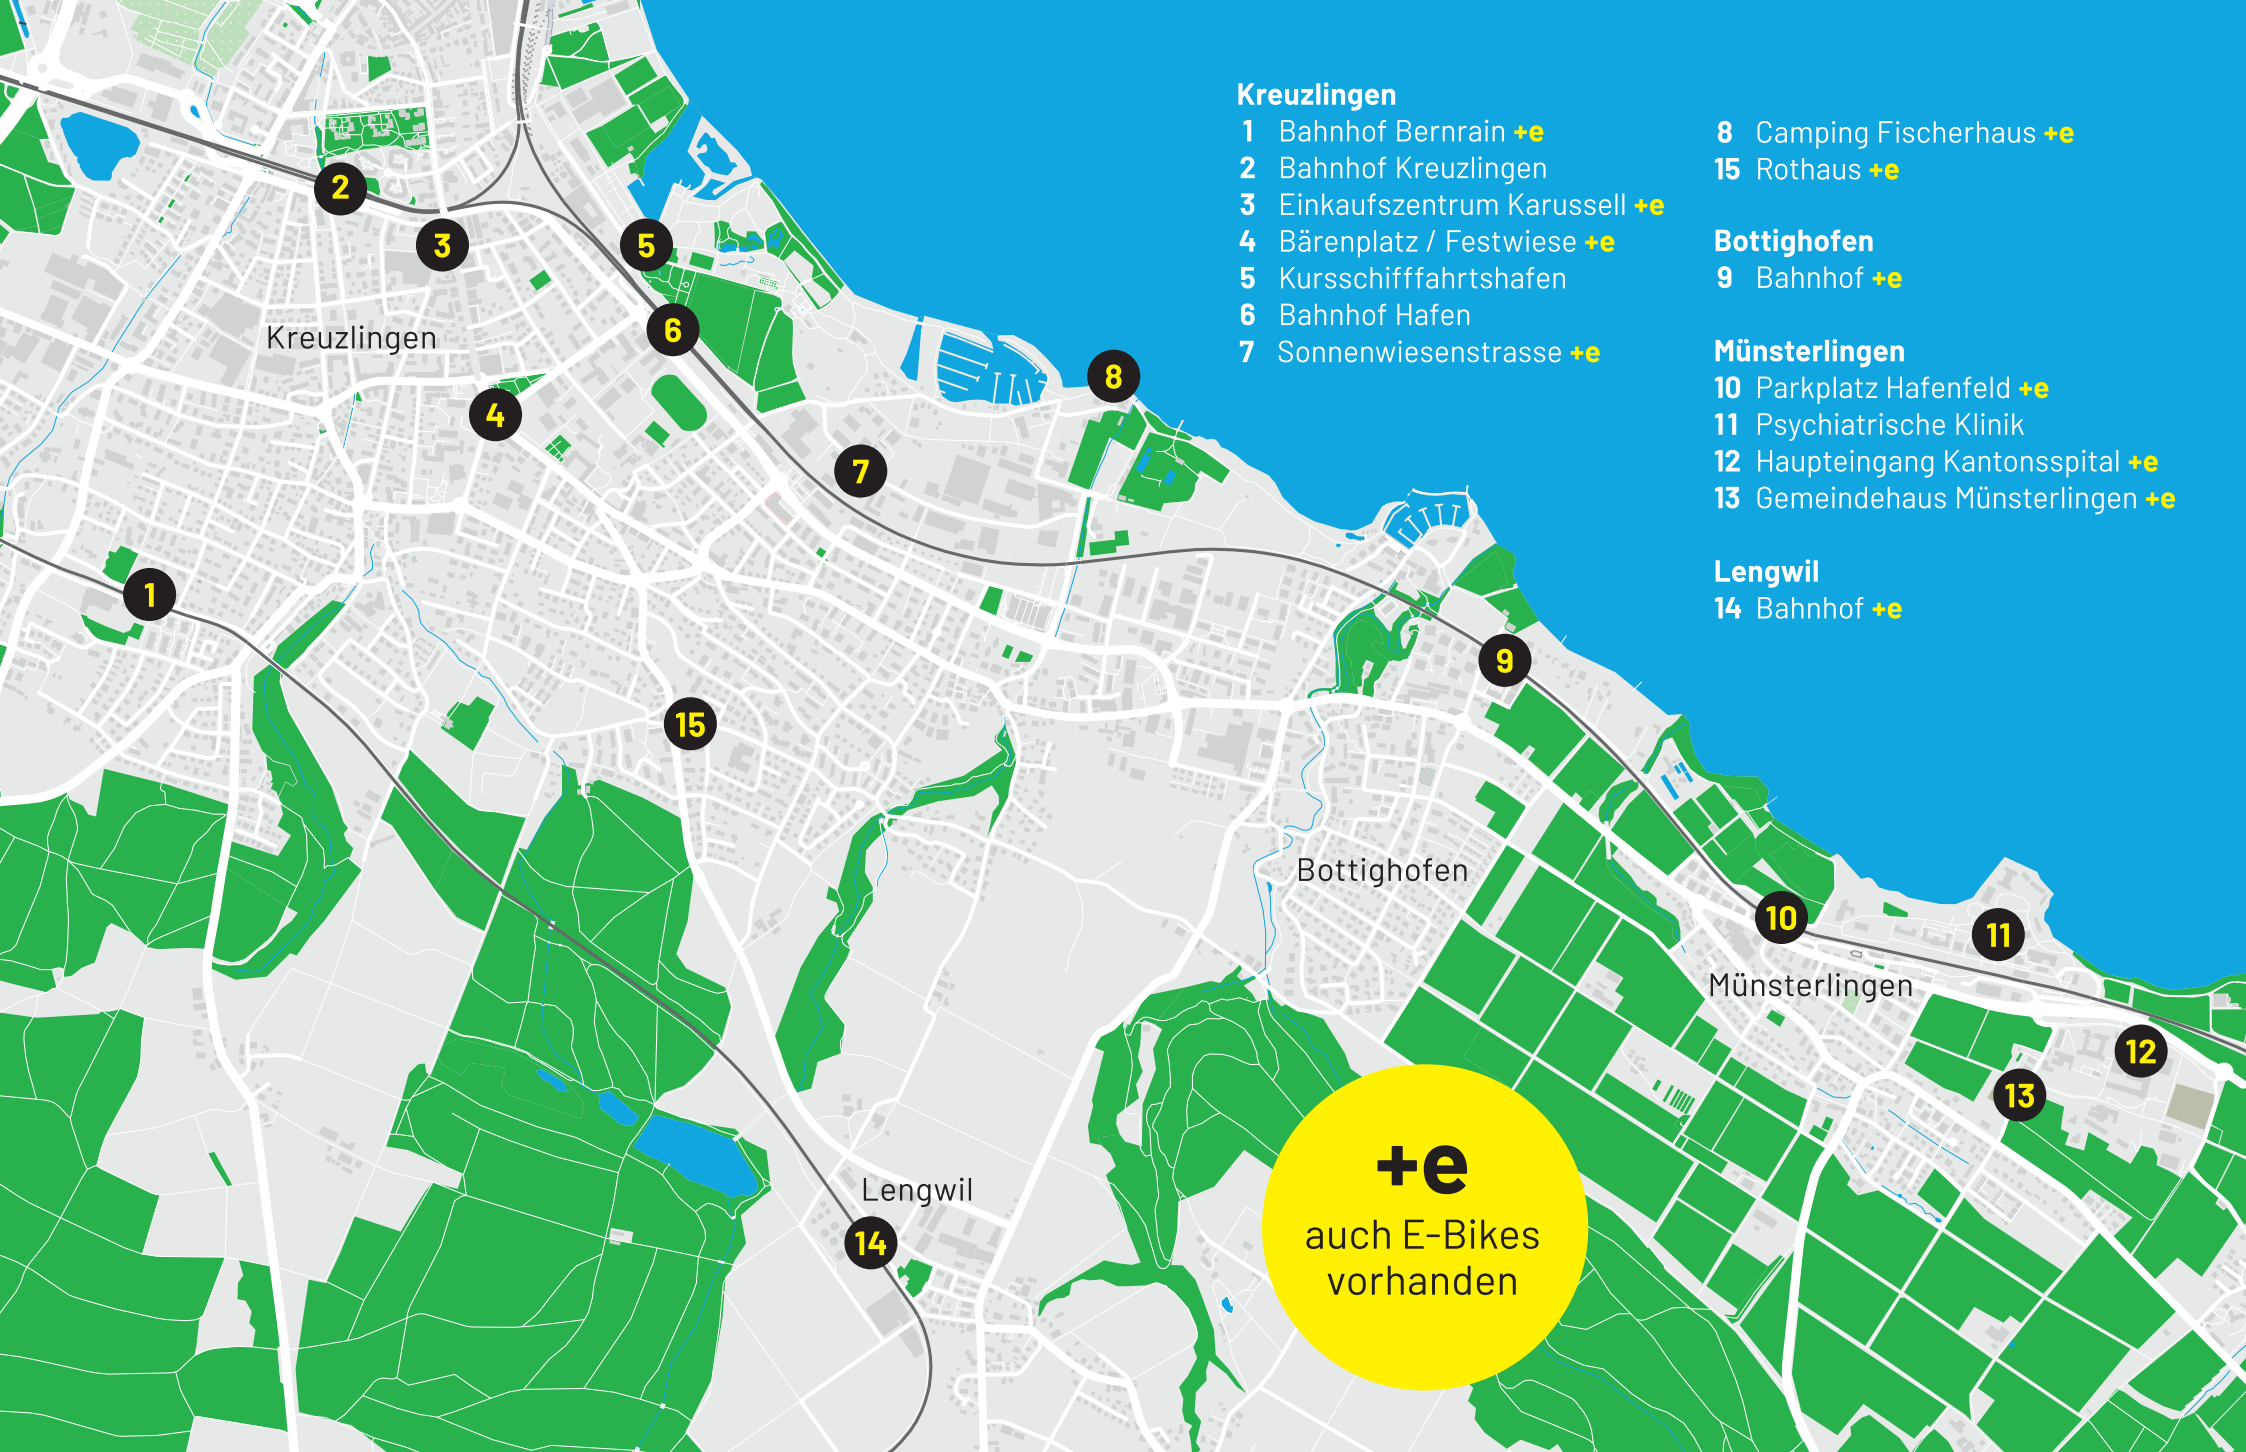 Kreuzlingen
1 Bahnhof Bernrain +e
2 Bahnhof Kreuzlingen
3 Einkaufszentrum Karussell +e
4 Bärenplatz / Festwiese +e
5 Kursschifffahrtshafen
6 Bahnhof Hafen
7 Sonnenwiesenstrasse +e
8 Camping Fischerhaus +e
15 Rothaus +e
Bottighofen
9 Bahnhof +e
Münsterlingen
10 Parkplatz Hafenfeld +e
11 Psychiatrische Klinik
12 Haupteingang Kantonsspital +e
13 Gemeindehaus Münsterlingen +e
Lengwil
14 Bahnhof +e
2
3
5
6
Kreuzlingen
8
4
7
1
9
15
Bottighofen
10
11
Münsterlingen
12
13
Lengwil
14
+e
auch E-Bikes
vorhanden